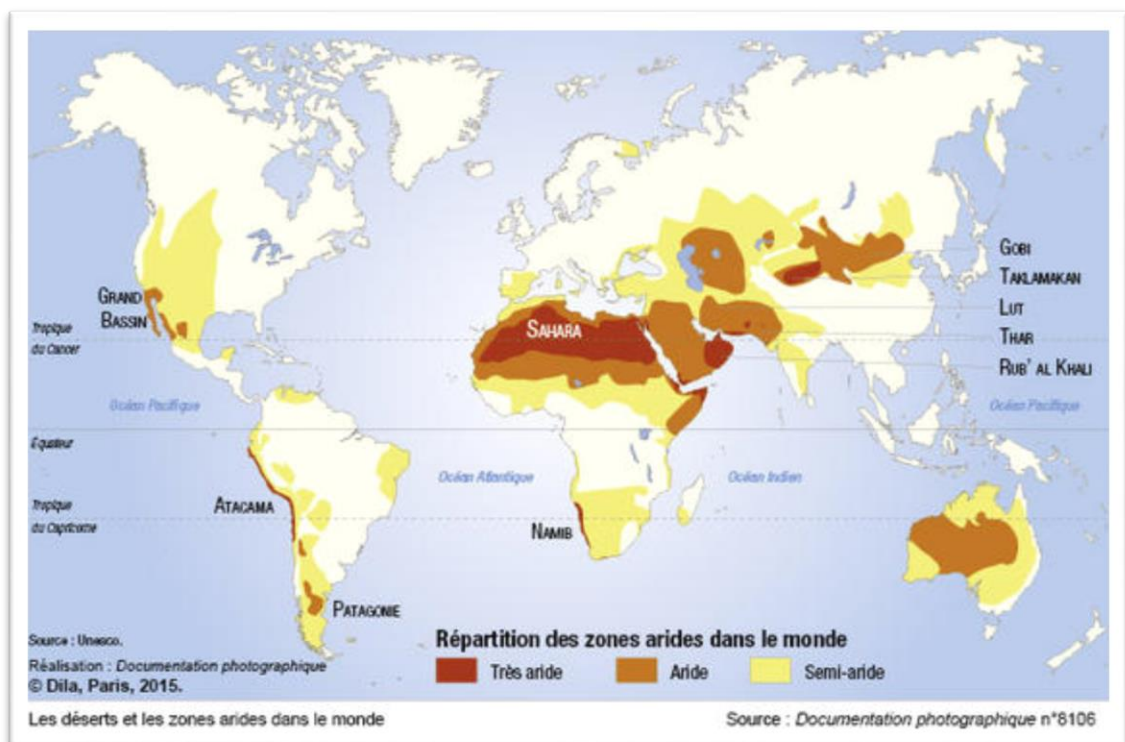 GRAND
BASSIN
Tropique
du Cancer
SAHARA
GOBI
TAKLAMAKAN
LUT
THAR
RUB' AL KHALI
Océan Pacifique
Océan Pacifique
Équateur
Océan Atlantique
Océan Indien
Tropique
du Capricorne
ATACAMA
NAMIB
PATAGONIE
Source : Unesco.
Réalisation : Documentation photographique
© Dila, Paris, 2015.
Répartition des zones arides dans le monde
Très aride
Aride
Semi-aride
Les déserts et les zones arides dans le monde
Source : Documentation photographique n°8106